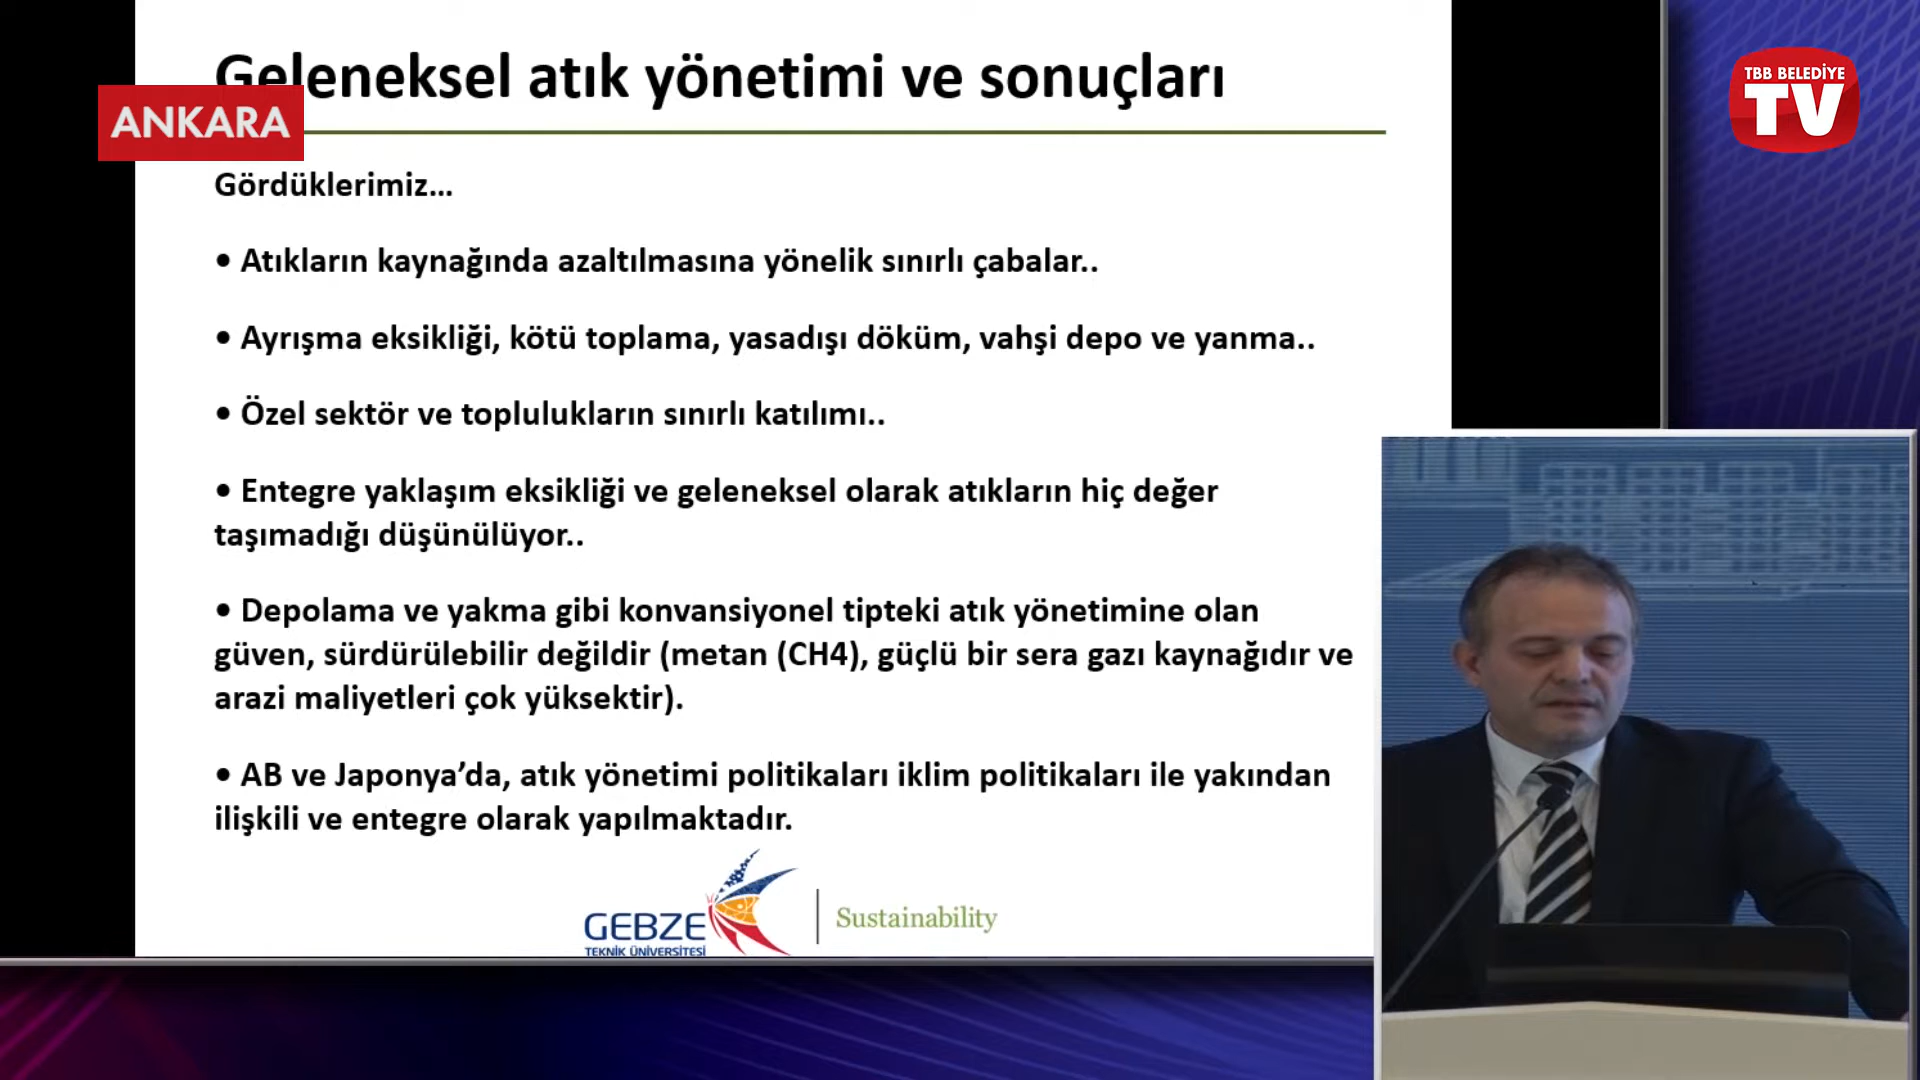 Geleneksel atık yönetimi ve sonuçları
ANKARA
TBB BELEDİYE
TV
Gördüklerimiz...
• Atıkların kaynağında azaltılmasına yönelik sınırlı çabalar..
• Ayrışma eksikliği, kötü toplama, yasadışı döküm, vahşi depo ve yanma..
• Özel sektör ve toplulukların sınırlı katılımı..
• Entegre yaklaşım eksikliği ve geleneksel olarak atıkların hiç değer
taşımadığı düşünülüyor..
• Depolama ve yakma gibi konvansiyonel tipteki atık yönetimine olan
güven, sürdürülebilir değildir (metan (CH4), güçlü bir sera gazı kaynağıdır ve
arazi maliyetleri çok yüksektir).
• AB ve Japonya’da, atık yönetimi politikaları iklim politikaları ile yakından
ilişkili ve entegre olarak yapılmaktadır.
GEBZE
TEKNİK ÜNİVERSİTESİ
Sustainability